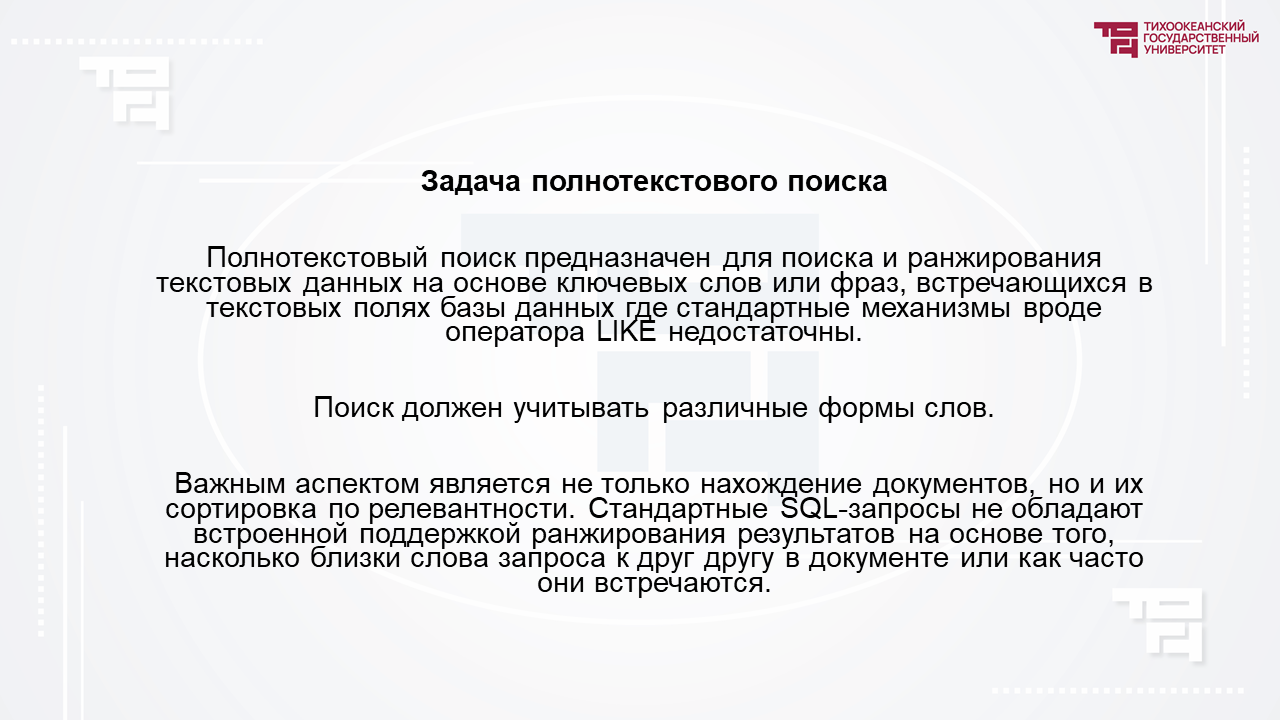 ТИХООКЕАНСКИЙ
ГОСУДАРСТВЕННЫЙ
УНИВЕРСИТЕТ
Задача полнотекстового поиска
Полнотекстовый поиск предназначен для поиска и ранжирования
текстовых данных на основе ключевых слов или фраз, встречающихся в
текстовых полях базы данных где стандартные механизмы вроде
оператора LIKE недостаточны.
Поиск должен учитывать различные формы слов.
Важным аспектом является не только нахождение документов, но и их
сортировка по релевантности. Стандартные SQL-запросы не обладают
встроенной поддержкой ранжирования результатов на основе того,
насколько близки слова запроса к друг другу в документе или как часто
они встречаются.